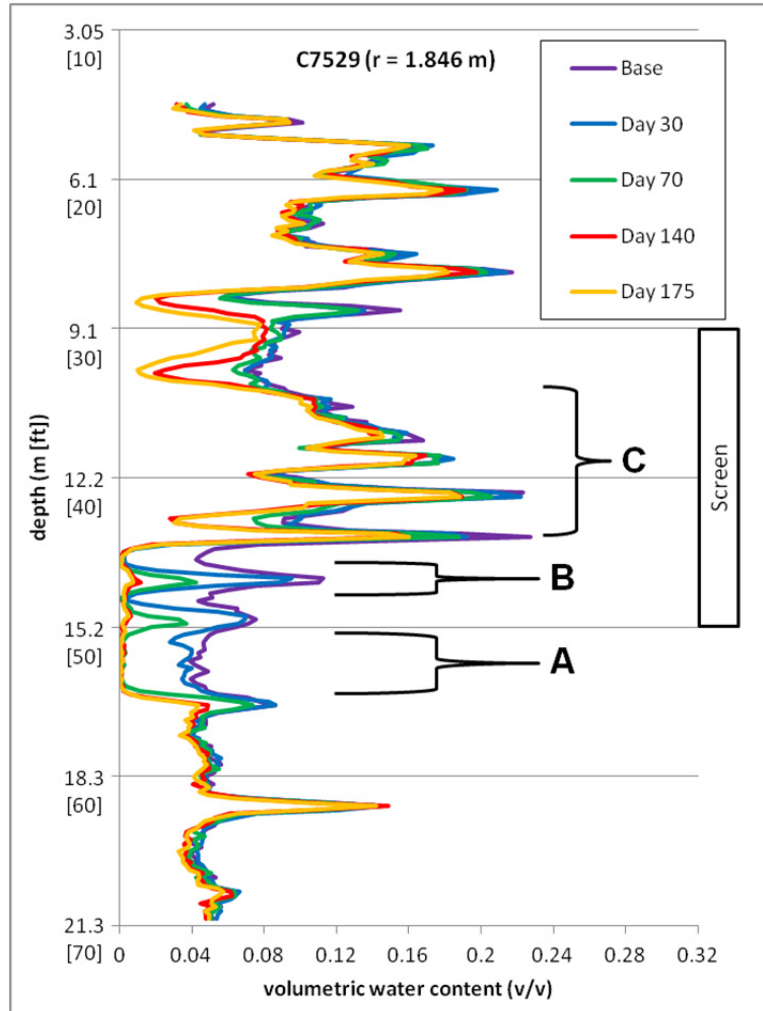 C7529 (r = 1.846 m)
3.05
[10]
6.1
[20]
9.1
[30]
12.2
[40]
15.2
[50]
18.3
[60]
21.3
[70]
depth (m [ft])
Base
Day 30
Day 70
Day 140
Day 175
Screen
C
B
A
0 0.04 0.08 0.12 0.16 0.2 0.24 0.28 0.32
volumetric water content (v/v)